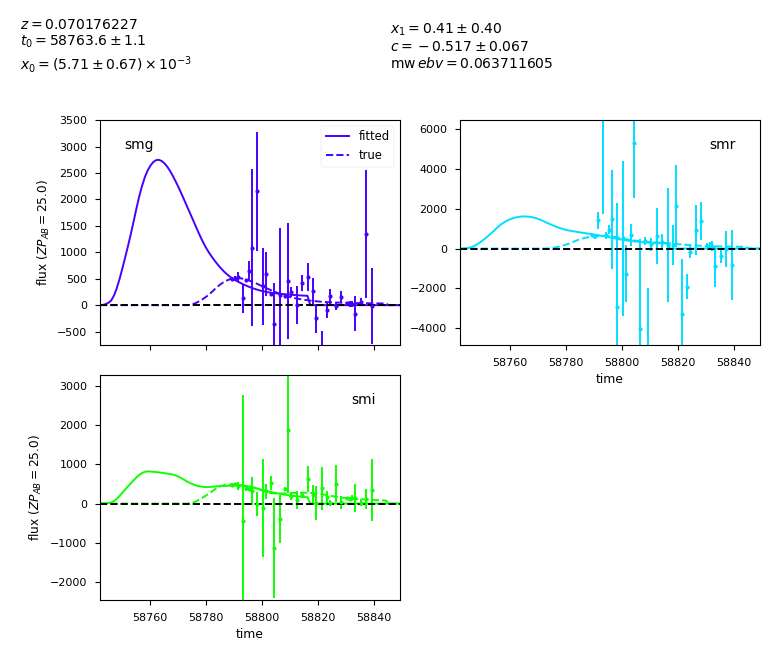 z = 0.070176227
t₀ = 58763.6 ± 1.1
x₀ = (5.71 ± 0.67) × 10⁻³
x₁ = 0.41 ± 0.40
c = −0.517 ± 0.067
mw ebv = 0.063711605
3500
3000
2500
2000
1500
1000
500
0
−500
flux (ZP_AB = 25.0)
smg
fitted
true
6000
4000
2000
0
−2000
−4000
smr
58760 58780 58800 58820 58840
time
3000
2000
1000
0
−1000
−2000
flux (ZP_AB = 25.0)
smi
58760 58780 58800 58820 58840
time